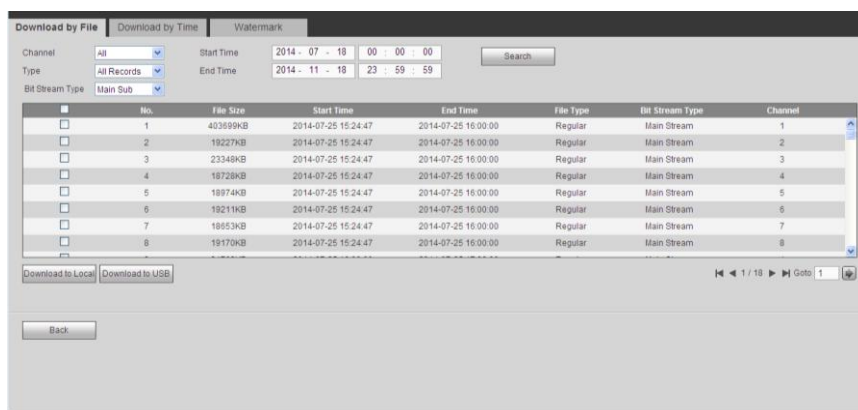 Download by File Download by Time Watermark
Channel All Start Time 2014 - 07 - 18 00 : 00 : 00 Search
Type All Records End Time 2014 - 11 - 18 23 : 59 : 59
Bit Stream Type Main Sub
No. File Size Start Time End Time File Type Bit Stream Type Channel
1 403699KB 2014-07-25 15:24:47 2014-07-25 16:00:00 Regular Main Stream 1
2 19227KB 2014-07-25 15:24:47 2014-07-25 16:00:00 Regular Main Stream 2
3 23348KB 2014-07-25 15:24:47 2014-07-25 16:00:00 Regular Main Stream 3
4 18728KB 2014-07-25 15:24:47 2014-07-25 16:00:00 Regular Main Stream 4
5 18974KB 2014-07-25 15:24:47 2014-07-25 16:00:00 Regular Main Stream 5
6 19211KB 2014-07-25 15:24:47 2014-07-25 16:00:00 Regular Main Stream 6
7 18653KB 2014-07-25 15:24:47 2014-07-25 16:00:00 Regular Main Stream 7
8 19170KB 2014-07-25 15:24:47 2014-07-25 16:00:00 Regular Main Stream 8
Download to Local Download to USB 1 / 18 Goto 1
Back